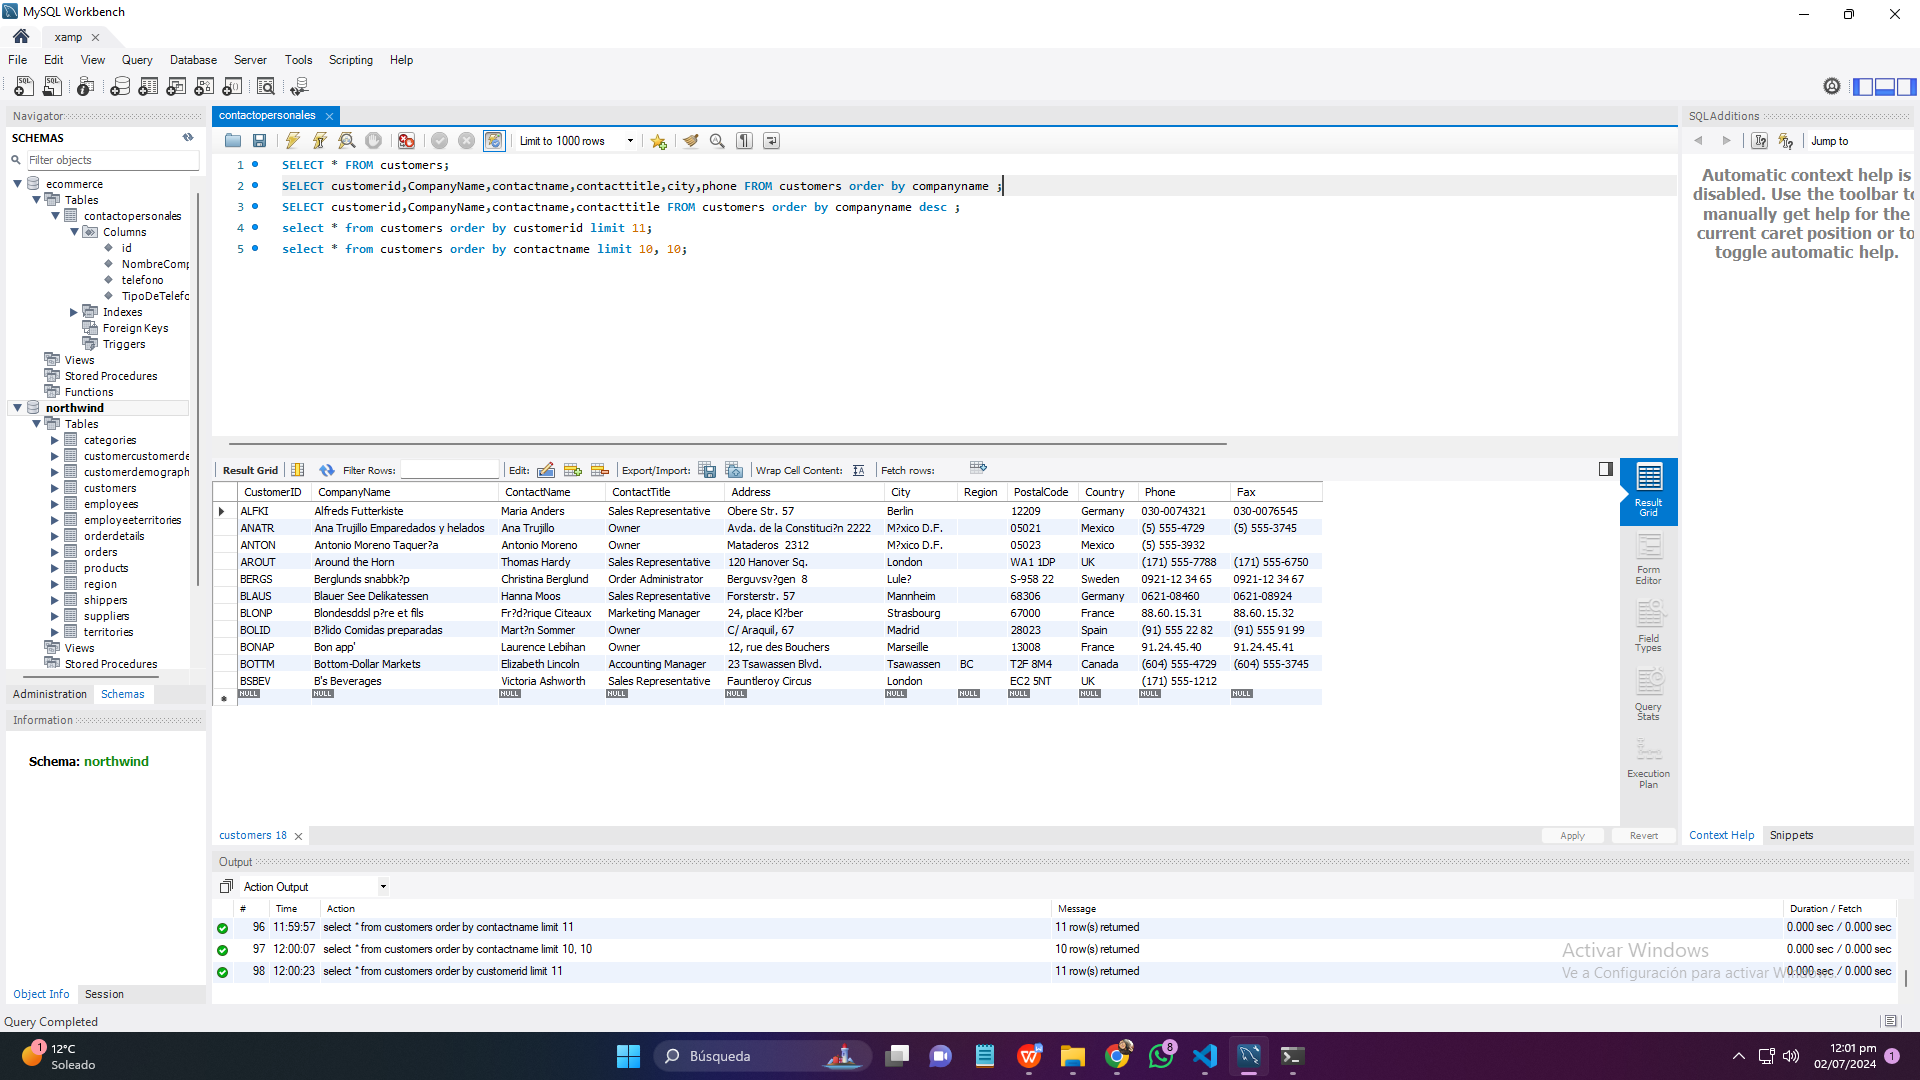 MySQL Workbench
xamp
File Edit View Query Database Server Tools Scripting Help
Navigator
SCHEMAS
Filter objects
ecommerce
Tables
contactopersonales
Columns
id
NombreComp
telefono
TipoDeTelefo
Indexes
Foreign Keys
Triggers
Views
Stored Procedures
Functions
northwind
Tables
categories
customercustomerde
customerdemograph
customers
employees
employeeterritories
orderdetails
orders
products
region
shippers
suppliers
territories
Views
Stored Procedures
Administration Schemas
Information
Schema: northwind
Object Info Session
Query Completed
contactopersonales
Limit to 1000 rows
1 SELECT * FROM customers;
2 SELECT customerid,CompanyName,contactname,contacttitle,city,phone FROM customers order by companyname ;
3 SELECT customerid,CompanyName,contactname,contacttitle FROM customers order by companyname desc ;
4 select * from customers order by customerid limit 11;
5 select * from customers order by contactname limit 10, 10;
Result Grid Filter Rows: Edit: Export/Import: Wrap Cell Content: Fetch rows:
CustomerID CompanyName ContactName ContactTitle Address City Region PostalCode Country Phone Fax
ALFKI Alfreds Futterkiste Maria Anders Sales Representative Obere Str. 57 Berlin 12209 Germany 030-0074321 030-0076545
ANATR Ana Trujillo Emparedados y helados Ana Trujillo Owner Avda. de la Constituci?n 2222 M?xico D.F. 05021 Mexico (5) 555-4729 (5) 555-3745
ANTON Antonio Moreno Taquer?a Antonio Moreno Owner Mataderos 2312 M?xico D.F. 05023 Mexico (5) 555-3932
AROUT Around the Horn Thomas Hardy Sales Representative 120 Hanover Sq. London WA1 1DP UK (171) 555-7788 (171) 555-6750
BERGS Berglunds snabbk?p Christina Berglund Order Administrator Berguvsv?gen 8 Lule? S-958 22 Sweden 0921-12 34 65 0921-12 34 67
BLAUS Blauer See Delikatessen Hanna Moos Sales Representative Forsterstr. 57 Mannheim 68306 Germany 0621-08460 0621-08924
BLONP Blondesddsl p?re et fils Fr?d?rique Citeaux Marketing Manager 24, place Kl?ber Strasbourg 67000 France 88.60.15.31 88.60.15.32
BOLID B?lido Comidas preparadas Mart?n Sommer Owner C/ Araquil, 67 Madrid 28023 Spain (91) 555 22 82 (91) 555 91 99
BONAP Bon app' Laurence Lebihan Owner 12, rue des Bouchers Marseille 13008 France 91.24.45.40 91.24.45.41
BOTTM Bottom-Dollar Markets Elizabeth Lincoln Accounting Manager 23 Tsawassen Blvd. Tsawassen BC T2F 8M4 Canada (604) 555-4729 (604) 555-3745
BSBEV B's Beverages Victoria Ashworth Sales Representative Fauntleroy Circus London EC2 5NT UK (171) 555-1212
NULL NULL NULL NULL NULL NULL NULL NULL NULL NULL NULL
Result Grid
Form Editor
Field Types
Query Stats
Execution Plan
customers 18
Apply Revert
SQLAdditions
Jump to
Automatic context help is
disabled. Use the toolbar to
manually get help for the
current caret position or to
toggle automatic help.
Context Help Snippets
Output
Action Output
# Time Action Message Duration / Fetch
96 11:59:57 select * from customers order by contactname limit 11 11 row(s) returned 0.000 sec / 0.000 sec
97 12:00:07 select * from customers order by contactname limit 10, 10 10 row(s) returned 0.000 sec / 0.000 sec
98 12:00:23 select * from customers order by customerid limit 11 11 row(s) returned 0.000 sec / 0.000 sec
Activar Windows
Ve a Configuración para activar Windows.
1
12°C
Soleado
Búsqueda
8
12:01 pm
02/07/2024
1